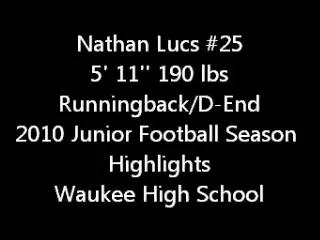 Nathan Lucs #25
5' 11'' 190 lbs
Runningback/D-End
2010 Junior Football Season
Highlights
Waukee High School